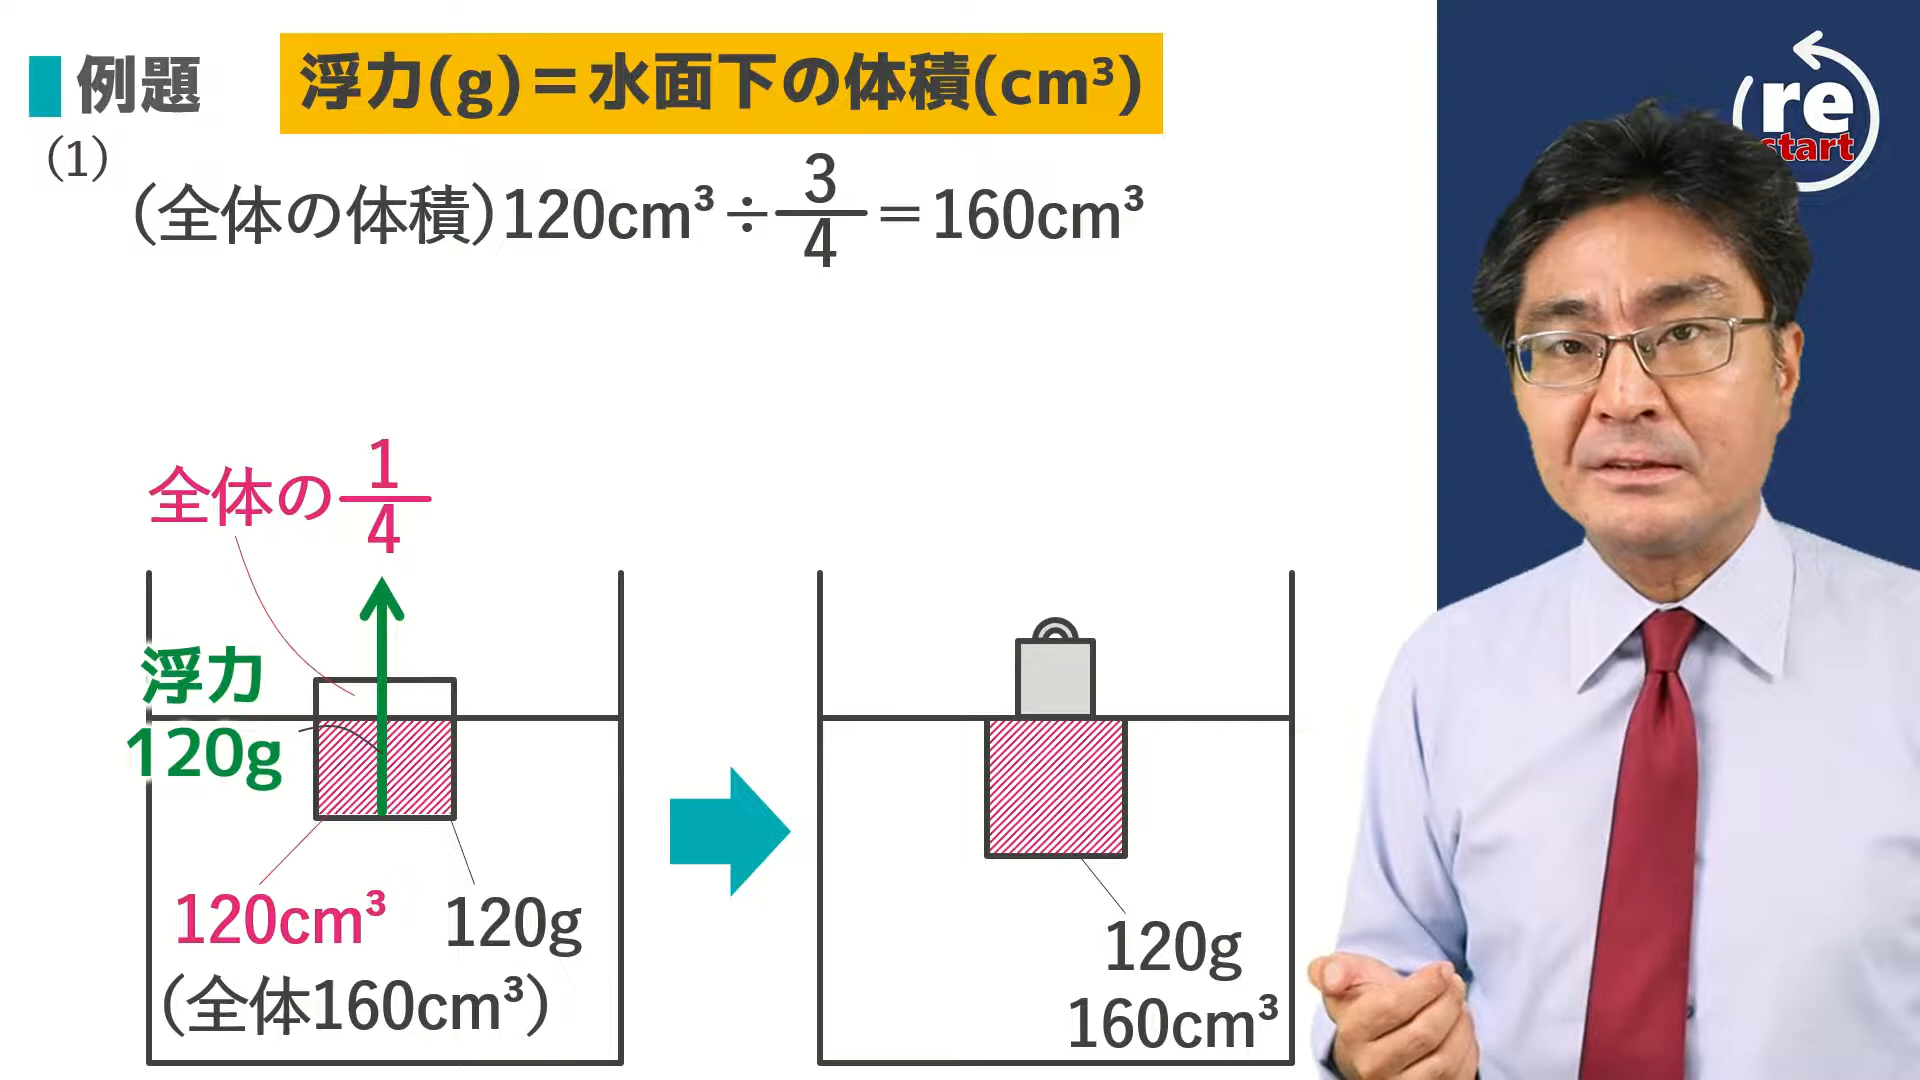 例題
浮力(g)＝水面下の体積(cm³)
(1)
(全体の体積)120cm³÷3/4＝160cm³
re
start
全体の1/4
浮力
120g
120cm³
120g
(全体160cm³)
120g
160cm³